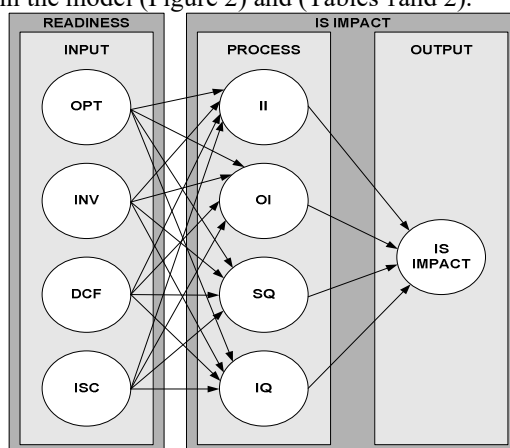 in the model (Figure 2) and (Tables 1and 2).
READINESS
IS IMPACT
INPUT
PROCESS
OUTPUT
OPT
II
INV
OI
IS
IMPACT
DCF
SQ
ISC
IQ